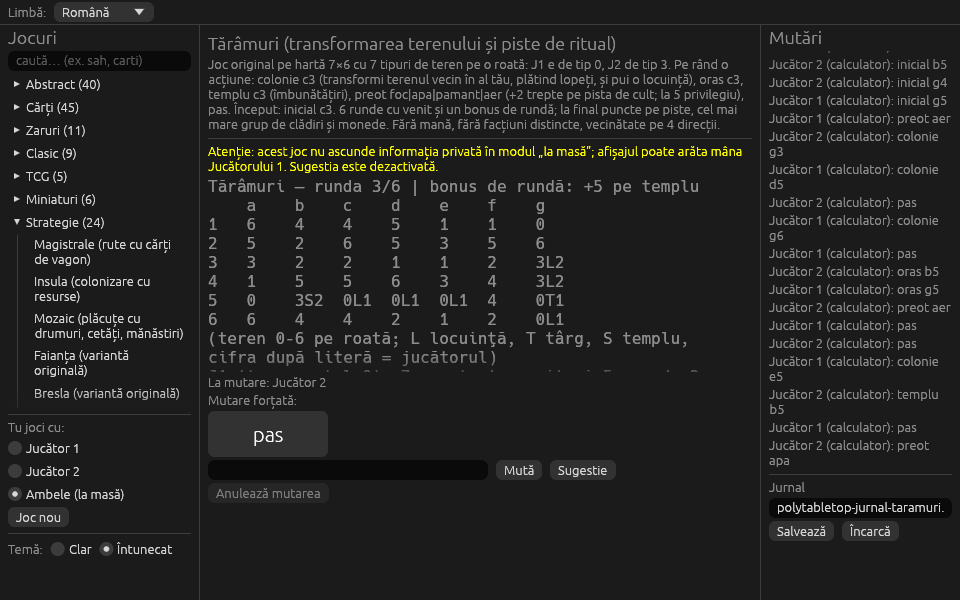 Limbă: Română
Jocuri
caută… (ex. sah, carti)
Abstract (40)
Cărți (45)
Zaruri (11)
Clasic (9)
TCG (5)
Miniaturi (6)
Strategie (24)
Magistrale (rute cu cărți
de vagon)
Insula (colonizare cu
resurse)
Mozaic (plăcuțe cu
drumuri, cetăți, mănăstiri)
Faianța (variantă
originală)
Bresla (variantă originală)
Tu joci cu:
Jucător 1
Jucător 2
Ambele (la masă)
Joc nou
Temă: Clar Întunecat
Tărâmuri (transformarea terenului și piste de ritual)
Joc original pe hartă 7×6 cu 7 tipuri de teren pe o roată: J1 e de tip 0, J2 de tip 3. Pe rând o
acțiune: colonie c3 (transformi terenul vecin în al tău, plătind lopeți, și pui o locuință), oras c3,
templu c3 (îmbunătățiri), preot foc|apa|pamant|aer (+2 trepte pe pista de cult; la 5 privilegiu),
pas. Început: inicial c3. 6 runde cu venit și un bonus de rundă; la final puncte pe piste, cel mai
mare grup de clădiri și monede. Fără mană, fără facțiuni distincte, vecinătate pe 4 direcții.
Atenție: acest joc nu ascunde informația privată în modul „la masă”; afișajul poate arăta mâna
Jucătorului 1. Sugestia este dezactivată.
Tărâmuri — runda 3/6 | bonus de rundă: +5 pe templu
a b c d e f g
1 6 4 4 5 1 1 0
2 5 2 6 5 3 5 6
3 3 2 2 1 1 2 3L2
4 1 5 5 6 3 4 3L2
5 0 3S2 0L1 0L1 0L1 4 0T1
6 6 4 4 2 1 2 0L1
(teren 0-6 pe roată; L locuință, T târg, S templu,
cifra după literă = jucătorul)
La mutare: Jucător 2
Mutare forțată:
pas
Mută Sugestie
Anulează mutarea
Mutări
Jucător 2 (calculator): inicial b5
Jucător 2 (calculator): inicial g4
Jucător 1 (calculator): inicial g5
Jucător 1 (calculator): preot aer
Jucător 2 (calculator): colonie
g3
Jucător 1 (calculator): colonie
d5
Jucător 2 (calculator): pas
Jucător 1 (calculator): colonie
g6
Jucător 1 (calculator): pas
Jucător 2 (calculator): oras b5
Jucător 1 (calculator): oras g5
Jucător 2 (calculator): preot aer
Jucător 1 (calculator): pas
Jucător 2 (calculator): pas
Jucător 1 (calculator): colonie
e5
Jucător 2 (calculator): templu
b5
Jucător 1 (calculator): pas
Jucător 2 (calculator): preot
apa
Jurnal
polytabletop-jurnal-taramuri.
Salvează Încarcă